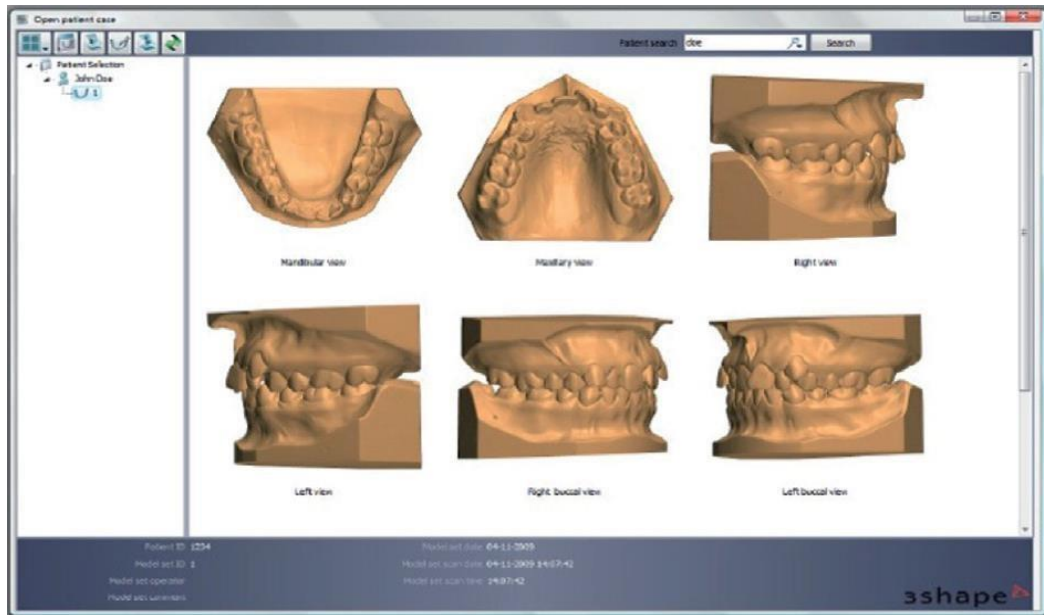 Open patient case
Patient search doe Search
Patient Selection
John Doe
1
Mandibular view
Maxillary view
Right view
Left view
Right buccal view
Left buccal view
Patient ID 1234
Model set ID 1
Model set operator
Model set comment
Model set date 04-11-2009
Model set scan date 04-11-2009 14:07:42
Model set scan time 14:07:42
3shape